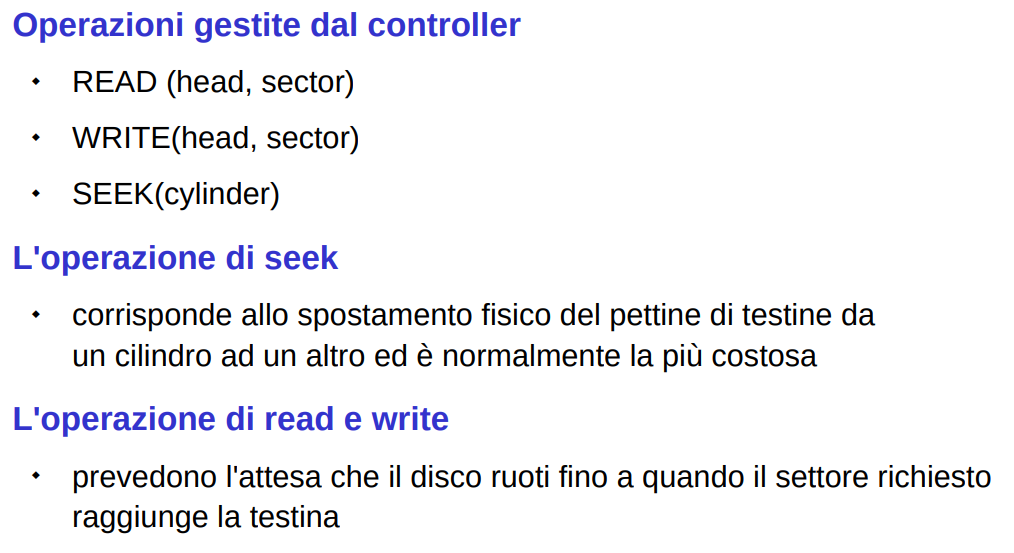 Operazioni gestite dal controller
READ (head, sector)
WRITE(head, sector)
SEEK(cylinder)
L'operazione di seek
corrisponde allo spostamento fisico del pettine di testine da
un cilindro ad un altro ed è normalmente la più costosa
L'operazione di read e write
prevedono l'attesa che il disco ruoti fino a quando il settore richiesto
raggiunge la testina